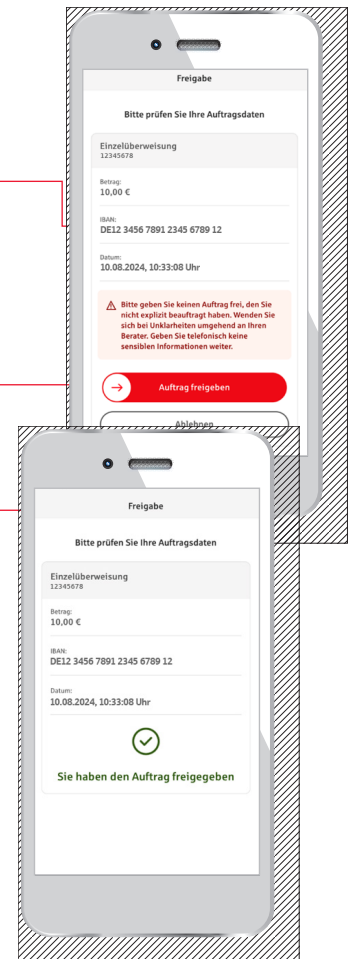 Freigabe
Bitte prüfen Sie Ihre Auftragsdaten
Einzelüberweisung
12345678
Betrag:
10,00 €
IBAN:
DE12 3456 7891 2345 6789 12
Datum:
10.08.2024, 10:33:08 Uhr
Bitte geben Sie keinen Auftrag frei, den Sie
nicht explizit beauftragt haben. Wenden Sie
sich bei Unklarheiten umgehend an Ihren
Berater. Geben Sie telefonisch keine
sensiblen Informationen weiter.
Auftrag freigeben
Ablehnen
Freigabe
Bitte prüfen Sie Ihre Auftragsdaten
Einzelüberweisung
12345678
Betrag:
10,00 €
IBAN:
DE12 3456 7891 2345 6789 12
Datum:
10.08.2024, 10:33:08 Uhr
Sie haben den Auftrag freigegeben